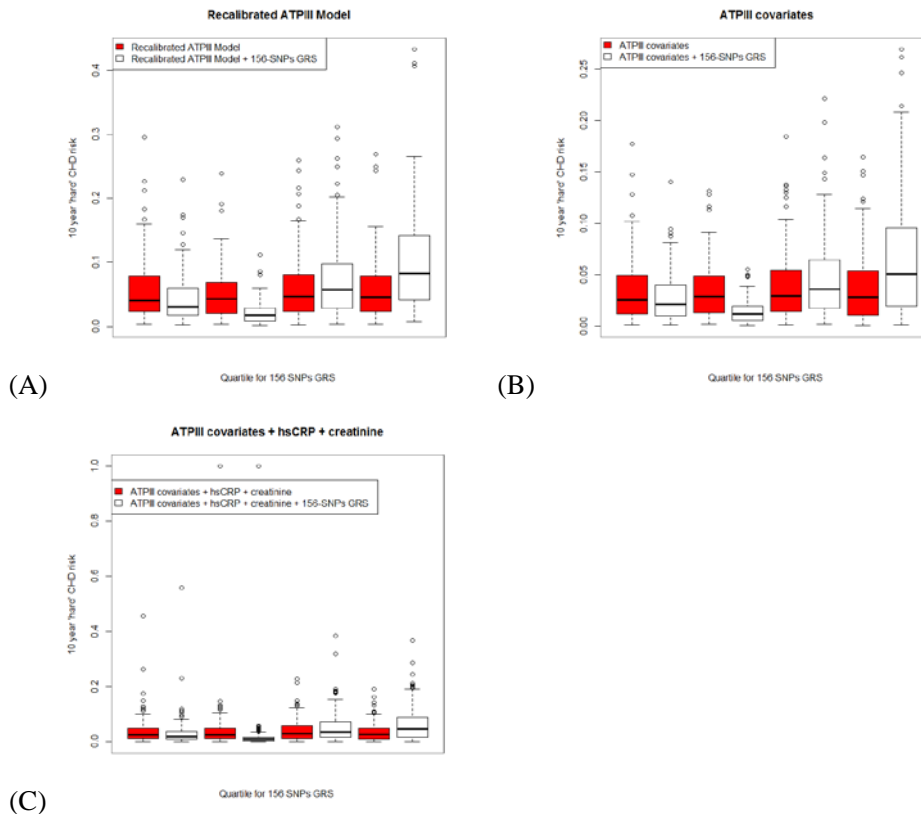 Recalibrated ATPIII Model
Recalibrated ATPIII Model
Recalibrated ATPIII Model + 156-SNPs GRS
10 year 'hard' CHD risk
0.4
0.3
0.2
0.1
0.0
Quartile for 156 SNPs GRS
(A)
ATPIII covariates
ATPIII covariates
ATPIII covariates + 156-SNPs GRS
10 year 'hard' CHD risk
0.25
0.20
0.15
0.10
0.05
0.00
Quartile for 156 SNPs GRS
(B)
ATPIII covariates + hsCRP + creatinine
ATPIII covariates + hsCRP + creatinine
ATPIII covariates + hsCRP + creatinine + 156-SNPs GRS
10 year 'hard' CHD risk
1.0
0.8
0.6
0.4
0.2
0.0
Quartile for 156 SNPs GRS
(C)